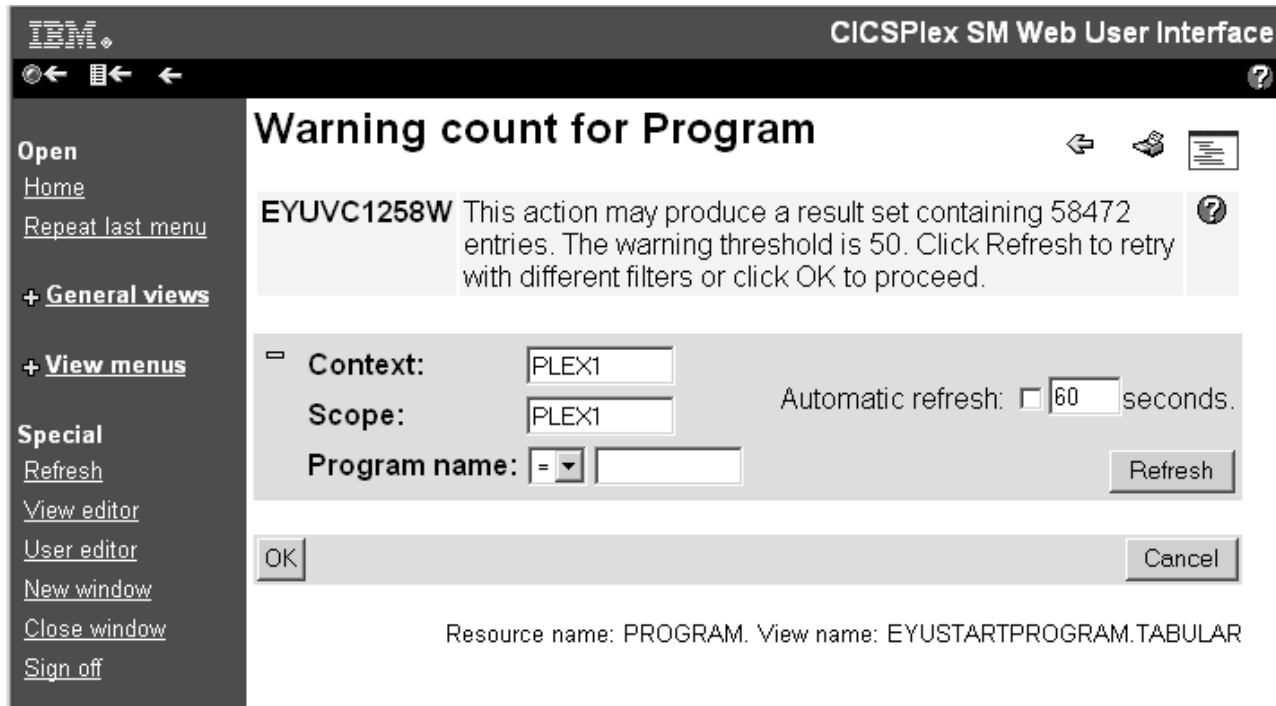 IBM
CICSPlex SM Web User Interface
?
Open
Home
Repeat last menu
+ General views
+ View menus
Special
Refresh
View editor
User editor
New window
Close window
Sign off
Warning count for Program
EYUVC1258W This action may produce a result set containing 58472 ?
entries. The warning threshold is 50. Click Refresh to retry
with different filters or click OK to proceed.
Context: PLEX1
Scope: PLEX1
Automatic refresh: 60 seconds.
Program name: =
Refresh
OK Cancel
Resource name: PROGRAM. View name: EYUSTARTPROGRAM.TABULAR